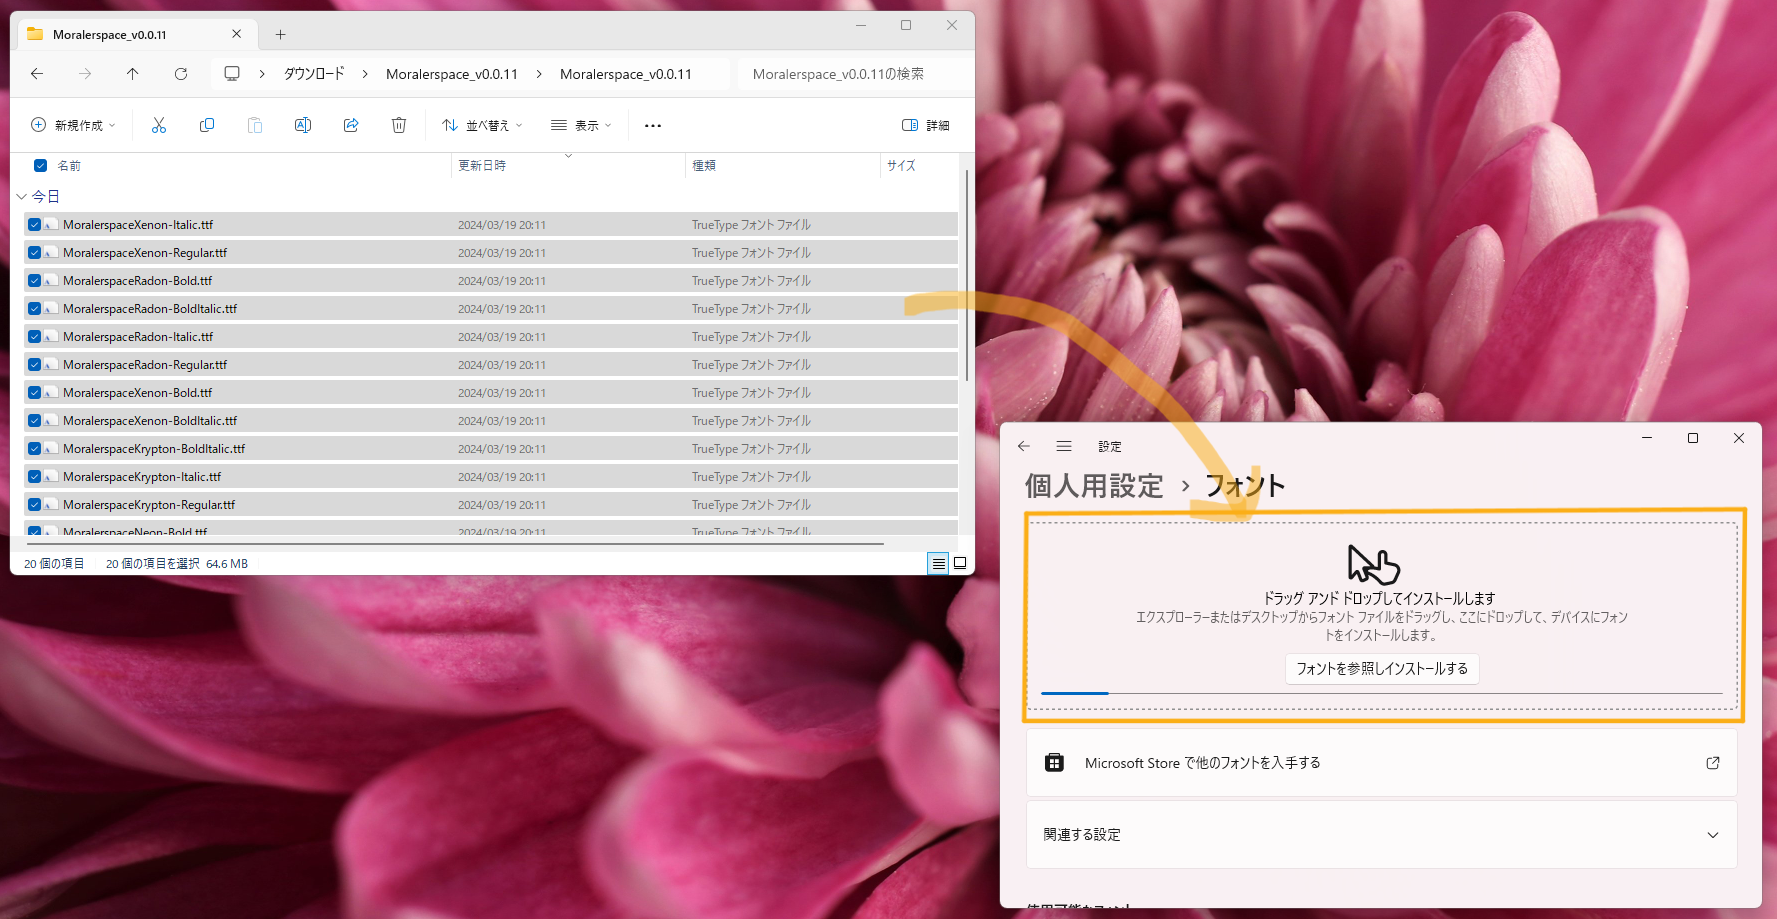 Moralerspace_v0.0.11
ダウンロード
Moralerspace_v0.0.11
Moralerspace_v0.0.11
Moralerspace_v0.0.11の検索
新規作成
並べ替え
表示
詳細
名前
更新日時
種類
サイズ
今日
MoralerspaceXenon-Italic.ttf 2024/03/19 20:11 TrueType フォント ファイル
MoralerspaceXenon-Regular.ttf 2024/03/19 20:11 TrueType フォント ファイル
MoralerspaceRadon-Bold.ttf 2024/03/19 20:11 TrueType フォント ファイル
MoralerspaceRadon-BoldItalic.ttf 2024/03/19 20:11 TrueType フォント ファイル
MoralerspaceRadon-Italic.ttf 2024/03/19 20:11 TrueType フォント ファイル
MoralerspaceRadon-Regular.ttf 2024/03/19 20:11 TrueType フォント ファイル
MoralerspaceXenon-Bold.ttf 2024/03/19 20:11 TrueType フォント ファイル
MoralerspaceXenon-BoldItalic.ttf 2024/03/19 20:11 TrueType フォント ファイル
MoralerspaceKrypton-BoldItalic.ttf 2024/03/19 20:11 TrueType フォント ファイル
MoralerspaceKrypton-Italic.ttf 2024/03/19 20:11 TrueType フォント ファイル
MoralerspaceKrypton-Regular.ttf 2024/03/19 20:11 TrueType フォント ファイル
MoralerspaceNeon-Bold.ttf 2024/03/19 20:11 TrueType フォント ファイル
20 個の項目
20 個の項目を選択 64.6 MB
設定
個人用設定 › フォント
ドラッグ アンド ドロップしてインストールします
エクスプローラーまたはデスクトップからフォント ファイルをドラッグし、ここにドロップして、デバイスにフォン
トをインストールします。
フォントを参照しインストールする
Microsoft Store で他のフォントを入手する
関連する設定
使用可能なフォント